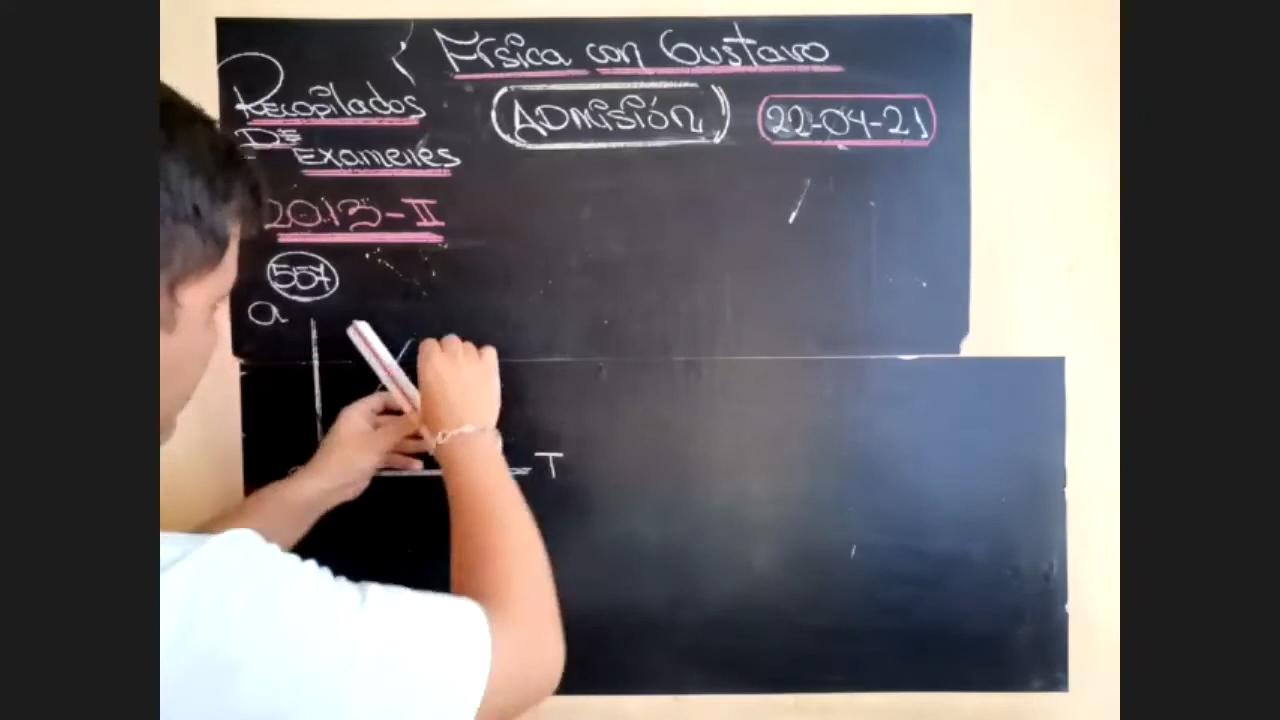 Física con Gustavo
Recopilados
DE
Examenes
ADmisión
22-04-21
2013-II
557
a
T